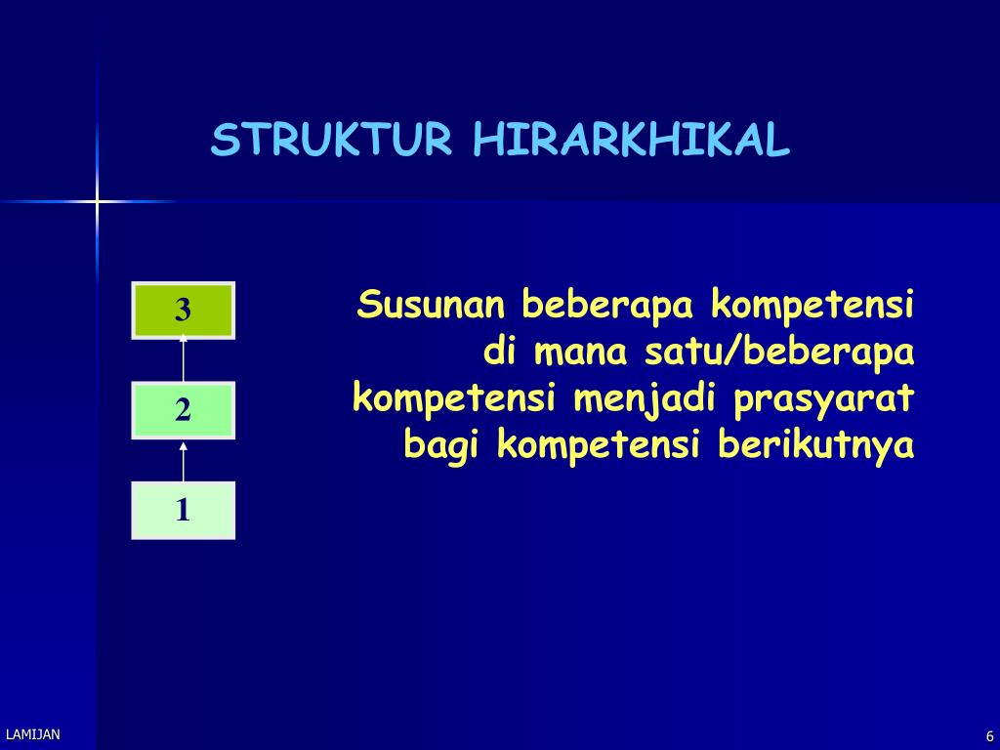 STRUKTUR HIRARKHIKAL
3
2
1
Susunan beberapa kompetensi
di mana satu/beberapa
kompetensi menjadi prasyarat
bagi kompetensi berikutnya
LAMIJAN
6